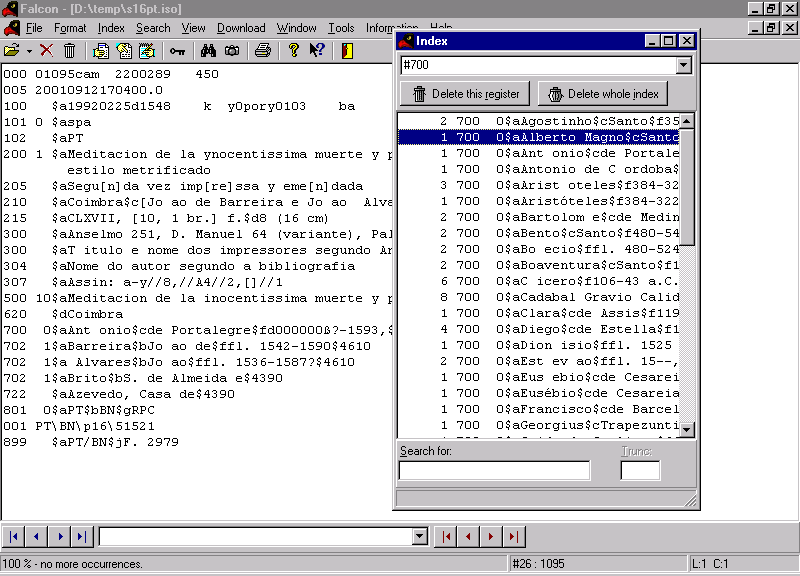 Falcon - [D:\temp\s16pt.iso]
File Format Index Search View Download Window Tools Information Help
000 01095cam 2200289 450
005 20010912170400.0
100 $a19920225d1548 k y0pory0103 ba
101 0 $aspa
102 $aPT
200 1 $aMeditacion de la ynocentissima muerte y p
estilo metrificado
205 $aSegu[n]da vez imp[re]ssa y eme[n]dada
210 $aCoimbra$c[Jo ao de Barreira e Jo ao Alva
215 $aCLXVII, [10, 1 br.] f.$d8 (16 cm)
300 $aAnselmo 251, D. Manuel 64 (variante), Pal
300 $aT itulo e nome dos impressores segundo An
304 $aNome do autor segundo a bibliografia
307 $aAssin: a-y//8,//A4//2,[]//1
500 10$aMeditacion de la inocentissima muerte y p
620 $dCoimbra
700 0$aAnt onio$cde Portalegre$fd000000&?-1593,$
702 1$aBarreira$bJo ao de$ffl. 1542-1590$4610
702 1$a Alvares$bJo ao$ffl. 1536-1587?$4610
702 1$aBrito$bS. de Almeida e$4390
722 $aAzevedo, Casa de$4390
801 0$aPT$bBN$gRPC
001 PT\BN\p16\51521
899 $aPT/BN$jF. 2979
Index
#700
Delete this register Delete whole index
2 700 0$aAgostinho$cSanto$f35
1 700 0$aAlberto Magno$cSanto
1 700 0$aAnt onio$cde Portale
1 700 0$aAntonio de C ordoba$
3 700 0$aArist oteles$f384-32
1 700 0$aAristóteles$f384-322
2 700 0$aBartolom e$cde Medin
2 700 0$aBento$cSanto$f480-54
2 700 0$aBo ecio$ffl. 480-524
2 700 0$aBoaventura$cSanto$f1
6 700 0$aC icero$f106-43 a.C.
8 700 0$aCadabal Gravio Calid
1 700 0$aClara$cde Assis$f119
4 700 0$aDiego$cde Estella$f1
1 700 0$aDion isio$ffl. 1525
2 700 0$aEst ev ao$ffl. 15--,
1 700 0$aEus ebio$cde Cesarei
1 700 0$aEusébio$cde Cesareia
1 700 0$aFrancisco$cde Barcel
1 700 0$aGeorgius$cTrapezunti
Search for: Trunc:
100 % - no more occurrences. #26 : 1095 L:1 C:1